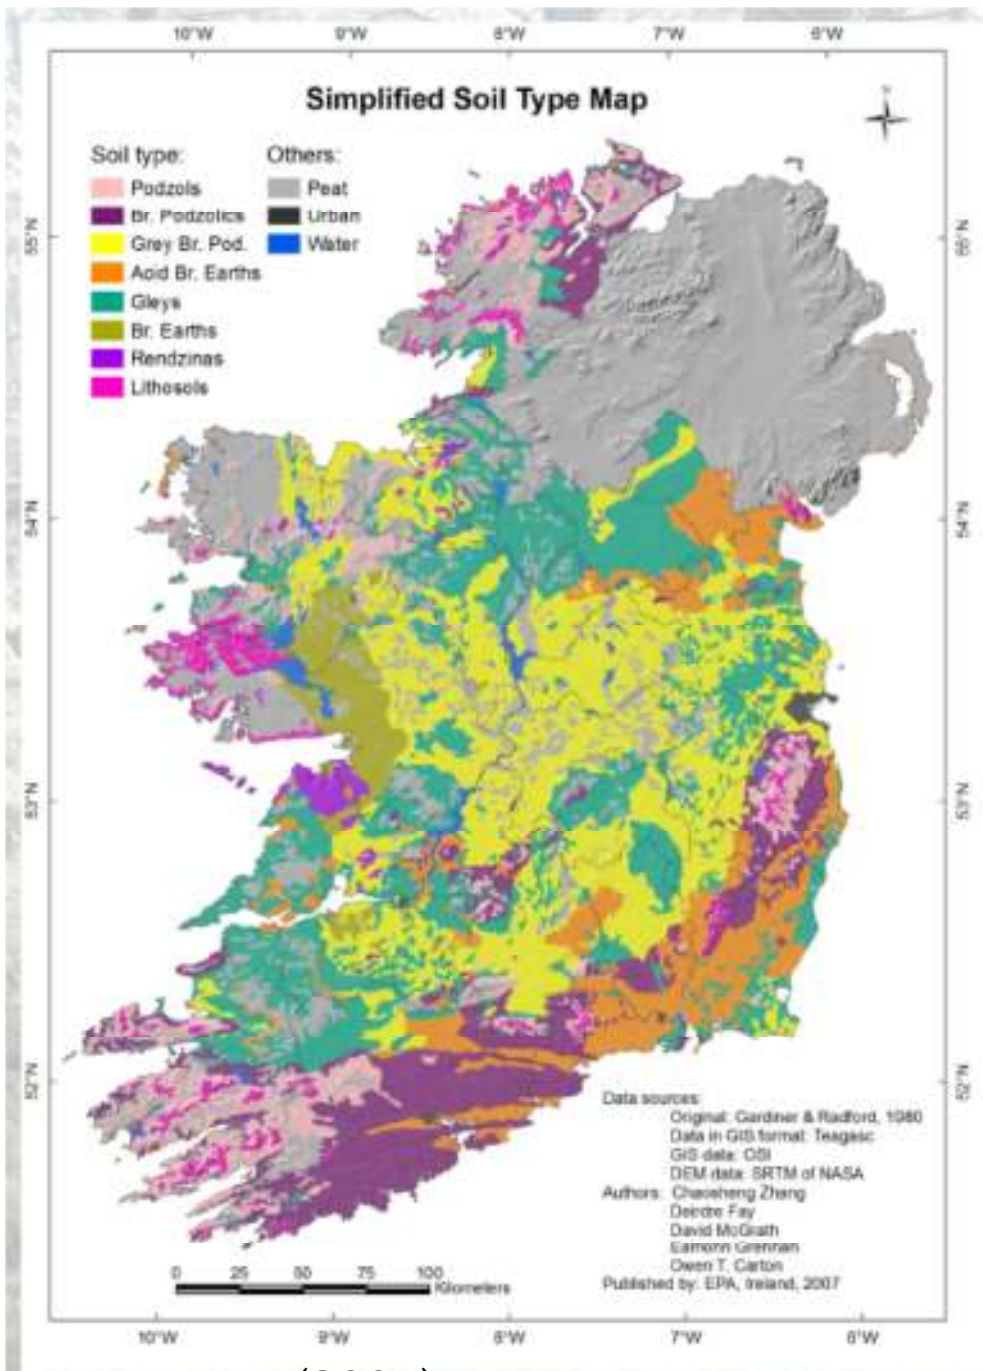 10°W 9°W 8°W 7°W 6°W
Simplified Soil Type Map
N
Soil type:
Podzols
Br. Podzolics
Grey Br. Pod.
Acid Br. Earths
Gleys
Br. Earths
Rendzinas
Lithosols
Others:
Peat
Urban
Water
55°N
55°N
54°N
54°N
53°N
53°N
52°N
52°N
Data sources:
Original: Gardiner & Radford, 1980
Data in GIS format: Teagasc
GIS data: OSI
DEM data: SRTM of NASA
Authors: Chaosheng Zhang
Deirdre Fay
David McGrath
Eamonn Grennan
Owen T. Carton
Published by: EPA, Ireland, 2007
0 25 50 75 100
Kilometers
10°W 9°W 8°W 7°W 6°W